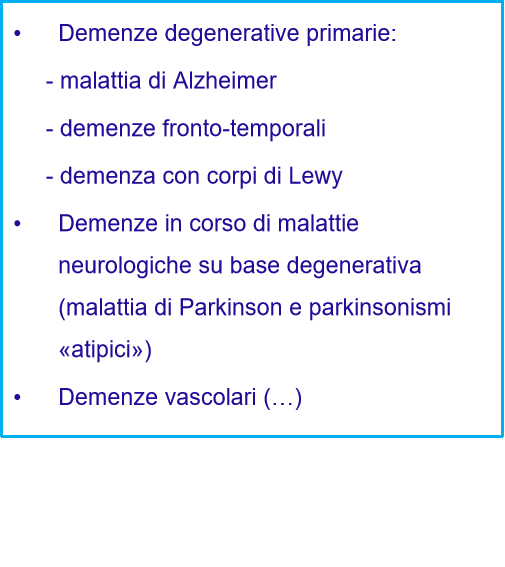 • Demenze degenerative primarie:
- malattia di Alzheimer
- demenze fronto-temporali
- demenza con corpi di Lewy
• Demenze in corso di malattie
neurologiche su base degenerativa
(malattia di Parkinson e parkinsonismi
«atipici»)
• Demenze vascolari (…)